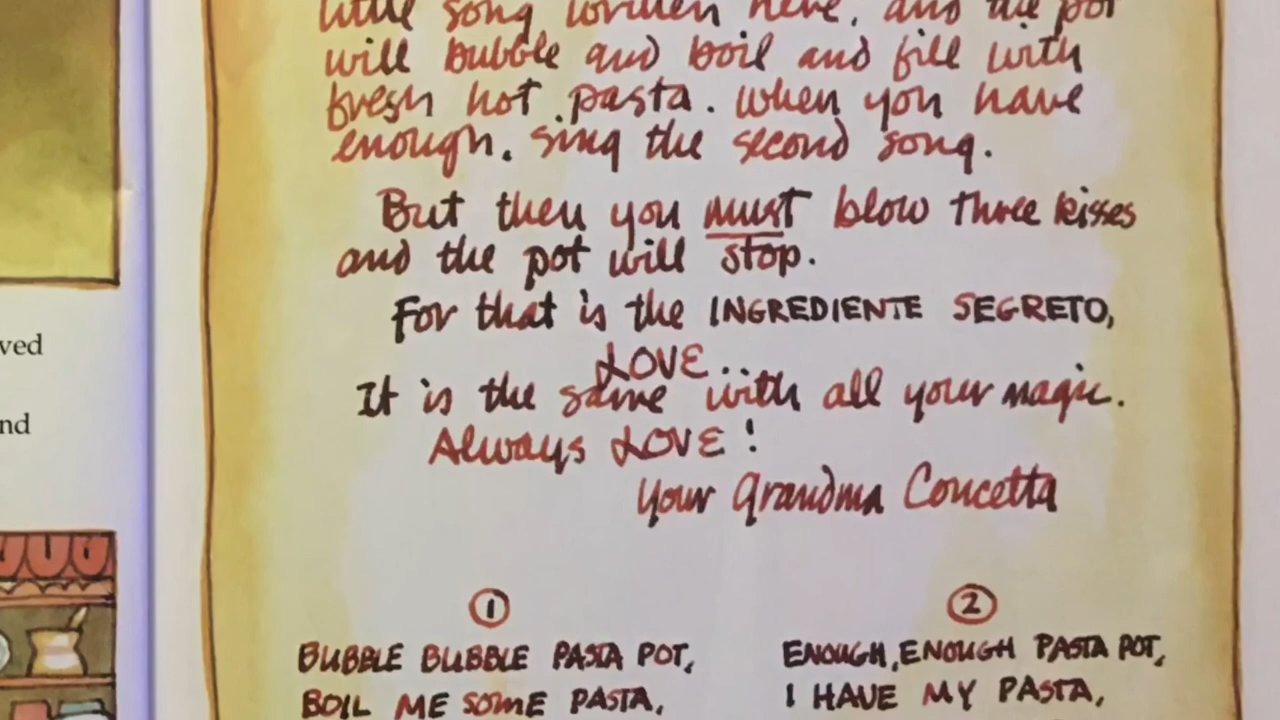 little song written here, and the pot
will bubble and boil and fill with
fresh hot pasta. when you have
enough, sing the second song.
But then you must blow three kisses
and the pot will stop.
For that is the INGREDIENTE SEGRETO,
LOVE..
It is the same with all your magic.
Always LOVE!
Your Grandma Concetta
ved
nd
1
BUBBLE BUBBLE PASTA POT,
BOIL ME SOME PASTA,
2
ENOUGH, ENOUGH PASTA POT,
I HAVE MY PASTA,